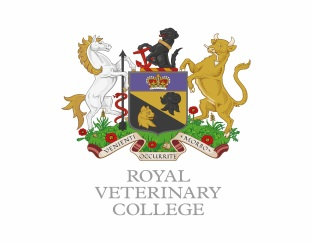 VENIENTI OCCURRITE MORBO
ROYAL
VETERINARY
COLLEGE